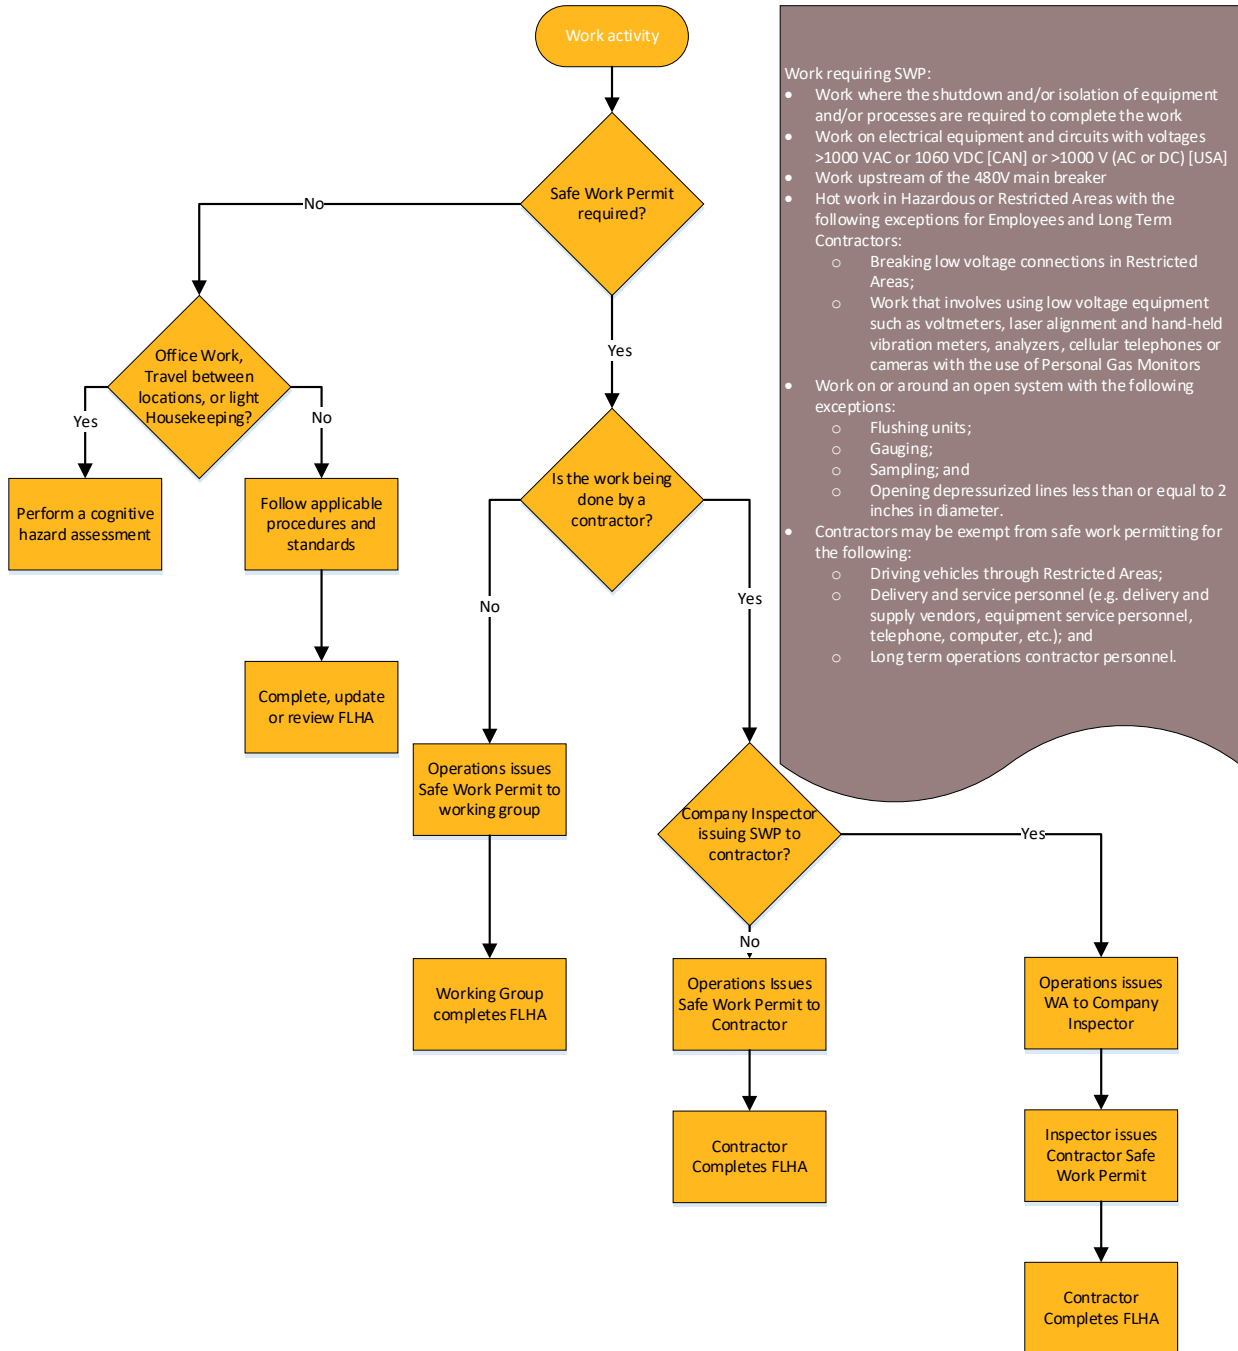 Work activity
Work requiring SWP:
• Work where the shutdown and/or isolation of equipment
and/or processes are required to complete the work
• Work on electrical equipment and circuits with voltages
>1000 VAC or 1060 VDC [CAN] or >1000 V (AC or DC) [USA]
• Work upstream of the 480V main breaker
• Hot work in Hazardous or Restricted Areas with the
following exceptions for Employees and Long Term
Contractors:
o Breaking low voltage connections in Restricted
Areas;
o Work that involves using low voltage equipment
such as voltmeters, laser alignment and hand-held
vibration meters, analyzers, cellular telephones or
cameras with the use of Personal Gas Monitors
• Work on or around an open system with the following
exceptions:
o Flushing units;
o Gauging;
o Sampling; and
o Opening depressurized lines less than or equal to 2
inches in diameter.
• Contractors may be exempt from safe work permitting for
the following:
o Driving vehicles through Restricted Areas;
o Delivery and service personnel (e.g. delivery and
supply vendors, equipment service personnel,
telephone, computer, etc.); and
o Long term operations contractor personnel.
Safe Work Permit
required?
No
Yes
Office Work,
Travel between
locations, or light
Housekeeping?
Yes
No
Perform a cognitive
hazard assessment
Follow applicable
procedures and
standards
Complete, update
or review FLHA
Is the work being
done by a
contractor?
No
Yes
Operations issues
Safe Work Permit to
working group
Working Group
completes FLHA
Company Inspector
issuing SWP to
contractor?
No
Yes
Operations Issues
Safe Work Permit to
Contractor
Contractor
Completes FLHA
Operations issues
WA to Company
Inspector
Inspector issues
Contractor Safe
Work Permit
Contractor
Completes FLHA